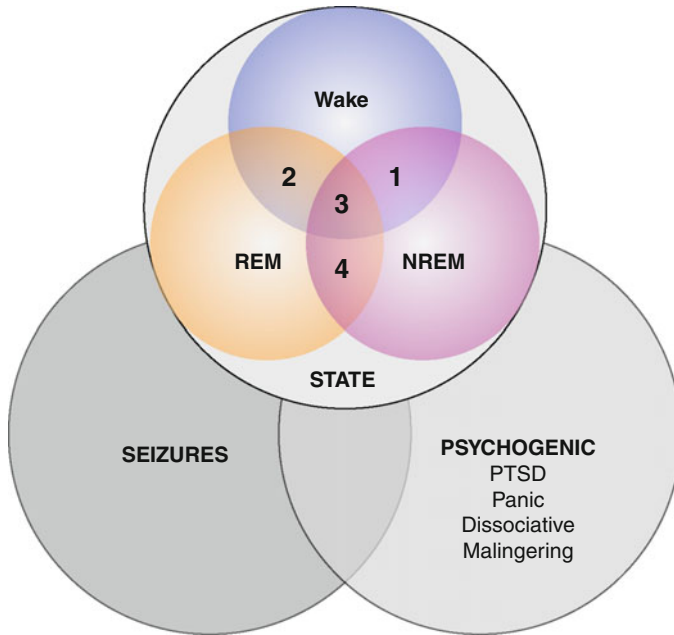 Wake
2
1
3
REM
4
NREM
STATE
SEIZURES
PSYCHOGENIC
PTSD
Panic
Dissociative
Malingering